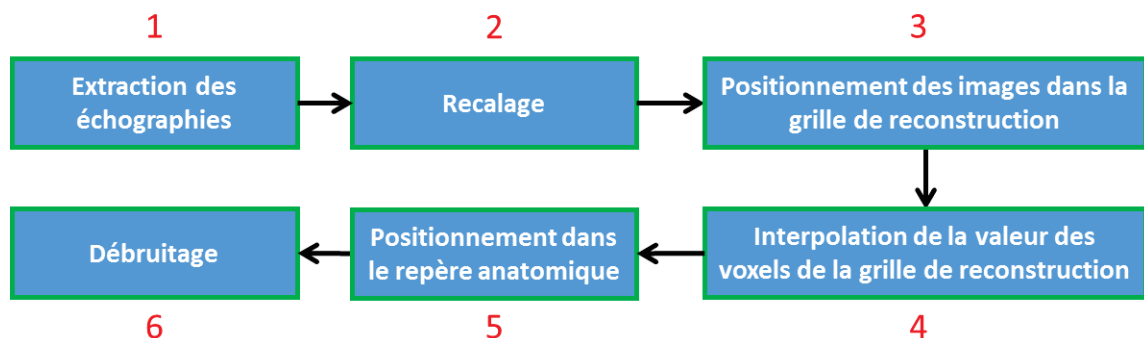 1
2
3
Extraction des
échographies
Recalage
Positionnement des images dans la
grille de reconstruction
Débruitage
Positionnement dans
le repère anatomique
Interpolation de la valeur des
voxels de la grille de reconstruction
6
5
4